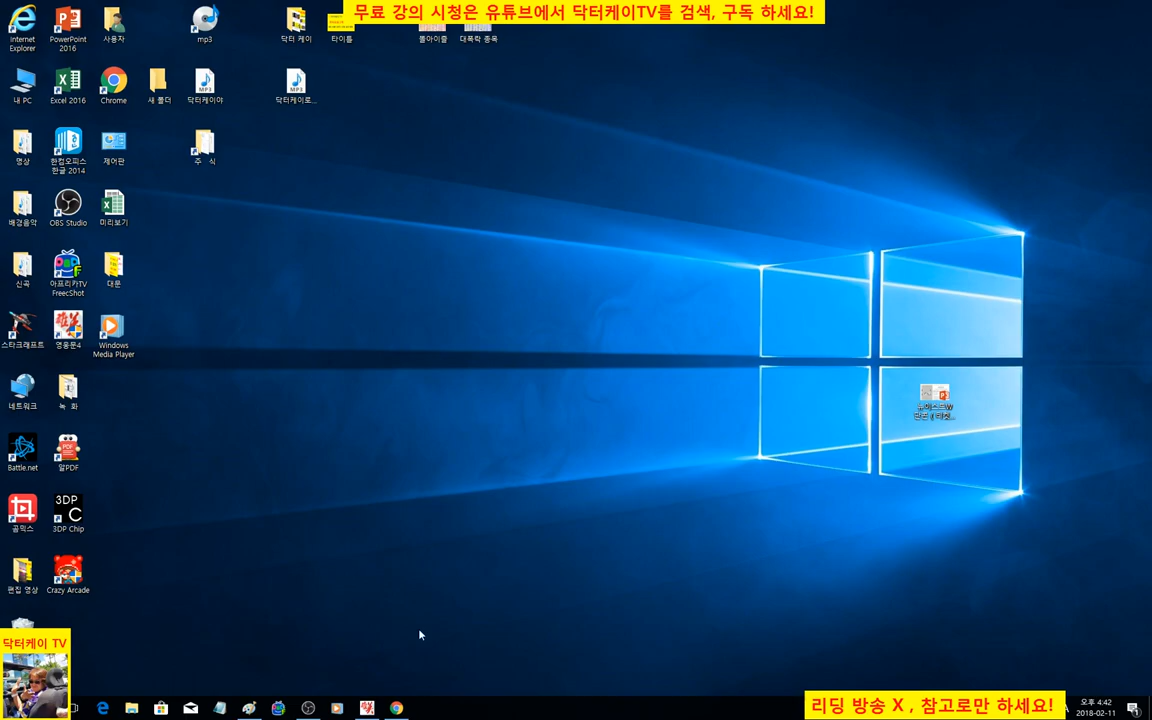 무료 강의 시청은 유튜브에서 닥터케이TV를 검색, 구독 하세요!
Internet Explorer
PowerPoint 2016
사용자
mp3
닥터 케이
타이틀
돌아이줄
대폭락 종목
내 PC
Excel 2016
Chrome
새 폴더
닥터케이야
닥터케이로...
영상
한컴오피스 한글 2014
제어판
주 식
배경음악
OBS Studio
미리보기
신곡
아프리카TV FreecShot
대문
스타크래프트
영웅문4
Windows Media Player
네트워크
녹 화
Battle.net
알PDF
곰믹스
3DP Chip
편집 영상
Crazy Arcade
닥터케이 TV
리딩 방송 X , 참고로만 하세요!
오후 4:42
2018-02-11